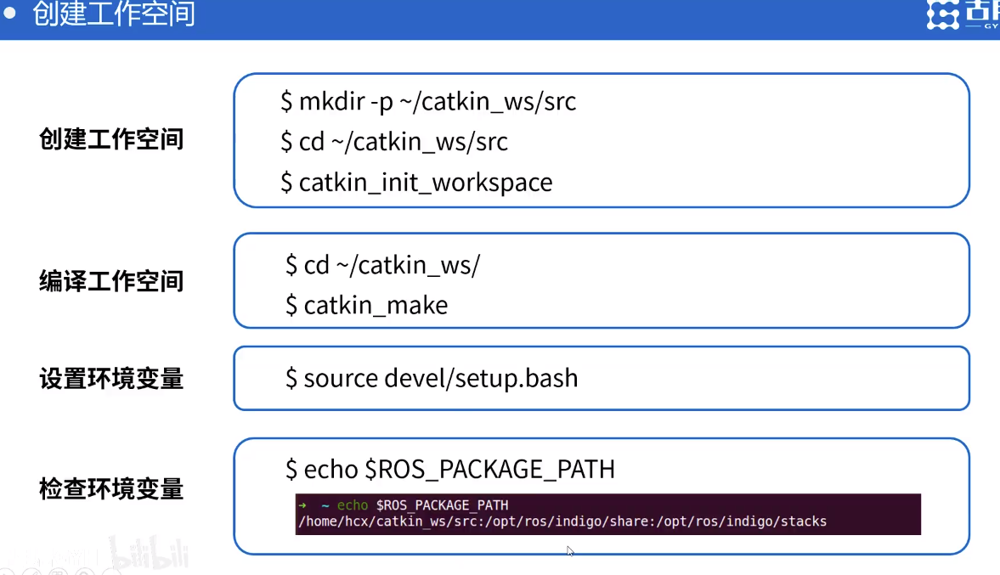 创建工作空间
古
GY
创建工作空间
$ mkdir -p ~/catkin_ws/src
$ cd ~/catkin_ws/src
$ catkin_init_workspace
编译工作空间
$ cd ~/catkin_ws/
$ catkin_make
设置环境变量
$ source devel/setup.bash
检查环境变量
$ echo $ROS_PACKAGE_PATH
➜ ~ echo $ROS_PACKAGE_PATH
/home/hcx/catkin_ws/src:/opt/ros/indigo/share:/opt/ros/indigo/stacks
bilibili